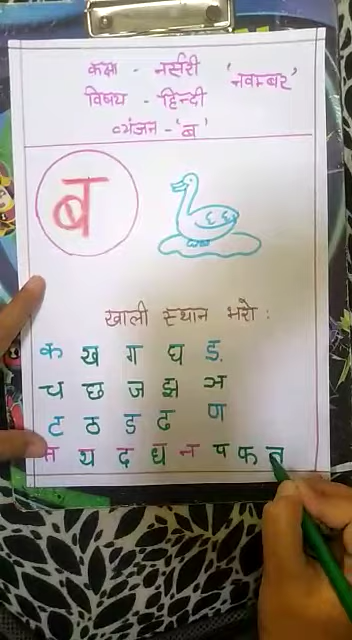 कक्षा - नर्सरी 'नवम्बर'
विषय - हिन्दी
व्यंजन - 'ब'
ब
खाली स्थान भरो :
क ख ग घ ङ
च छ ज झ ञ
ट ठ ड ढ ण
त थ द ध न प फ ब